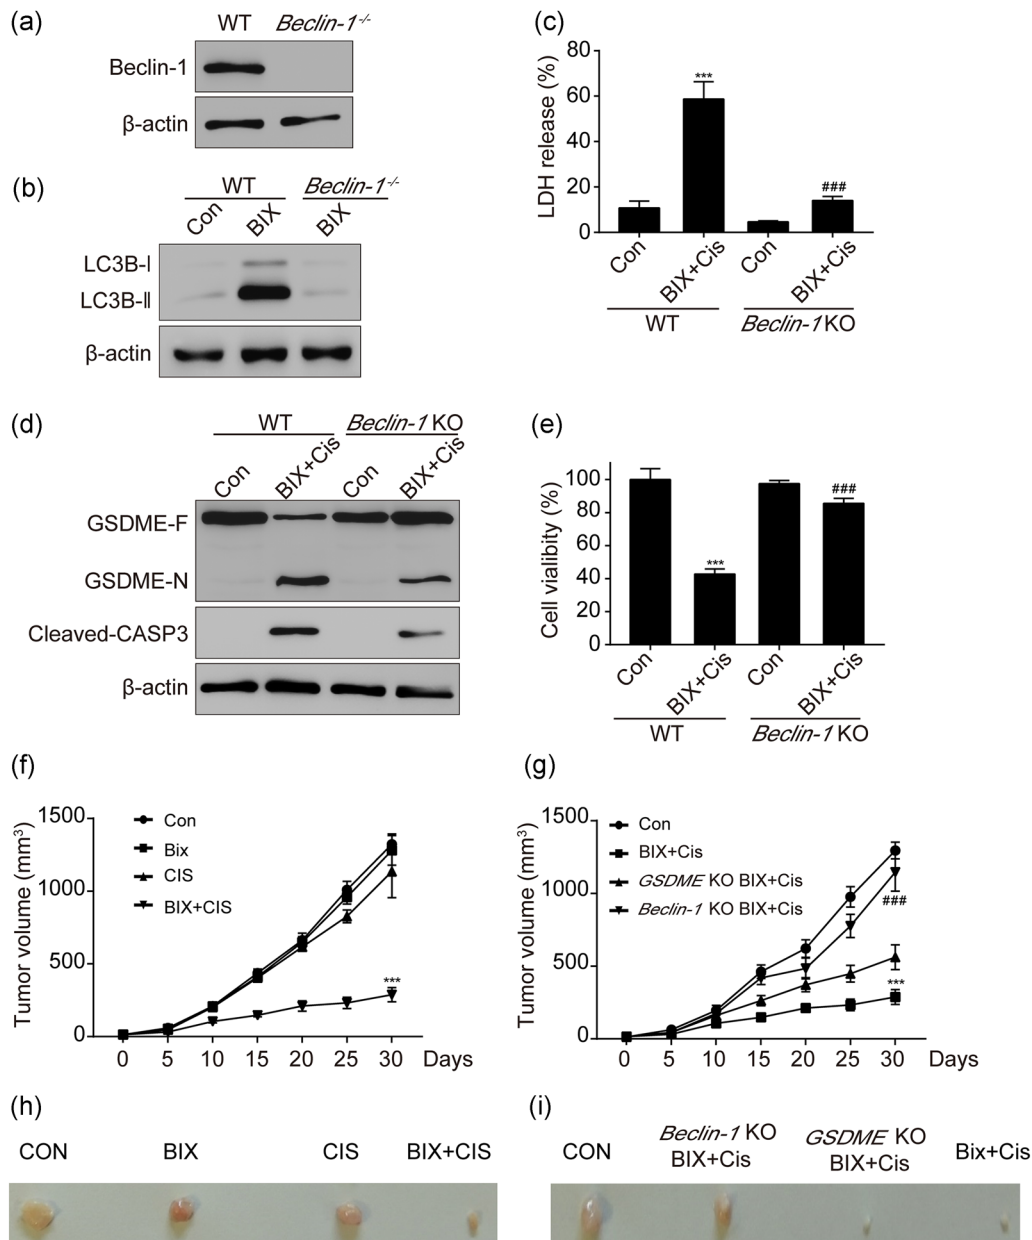 (a)
WT Beclin-1-/-
Beclin-1
β-actin
(b)
WT Beclin-1-/-
Con BIX BIX
LC3B-Ⅰ
LC3B-Ⅱ
β-actin
(c)
LDH release (%)
80
60
40
20
0
***
###
Con BIX+Cis Con BIX+Cis
WT Beclin-1 KO
(d)
WT Beclin-1 KO
Con BIX+Cis Con BIX+Cis
GSDME-F
GSDME-N
Cleaved-CASP3
β-actin
(e)
Cell vialibity (%)
100
80
60
40
20
0
***
###
Con BIX+Cis Con BIX+Cis
WT Beclin-1 KO
(f)
Tumor volume (mm3)
1500
1000
500
0
Con
Bix
CIS
BIX+CIS
***
0 5 10 15 20 25 30 Days
(g)
Tumor volume (mm3)
1500
1000
500
0
Con
BIX+Cis
GSDME KO BIX+Cis
Beclin-1 KO BIX+Cis
###
***
0 5 10 15 20 25 30 Days
(h)
CON BIX CIS BIX+CIS
(i)
CON Beclin-1 KO BIX+Cis GSDME KO BIX+Cis Bix+Cis